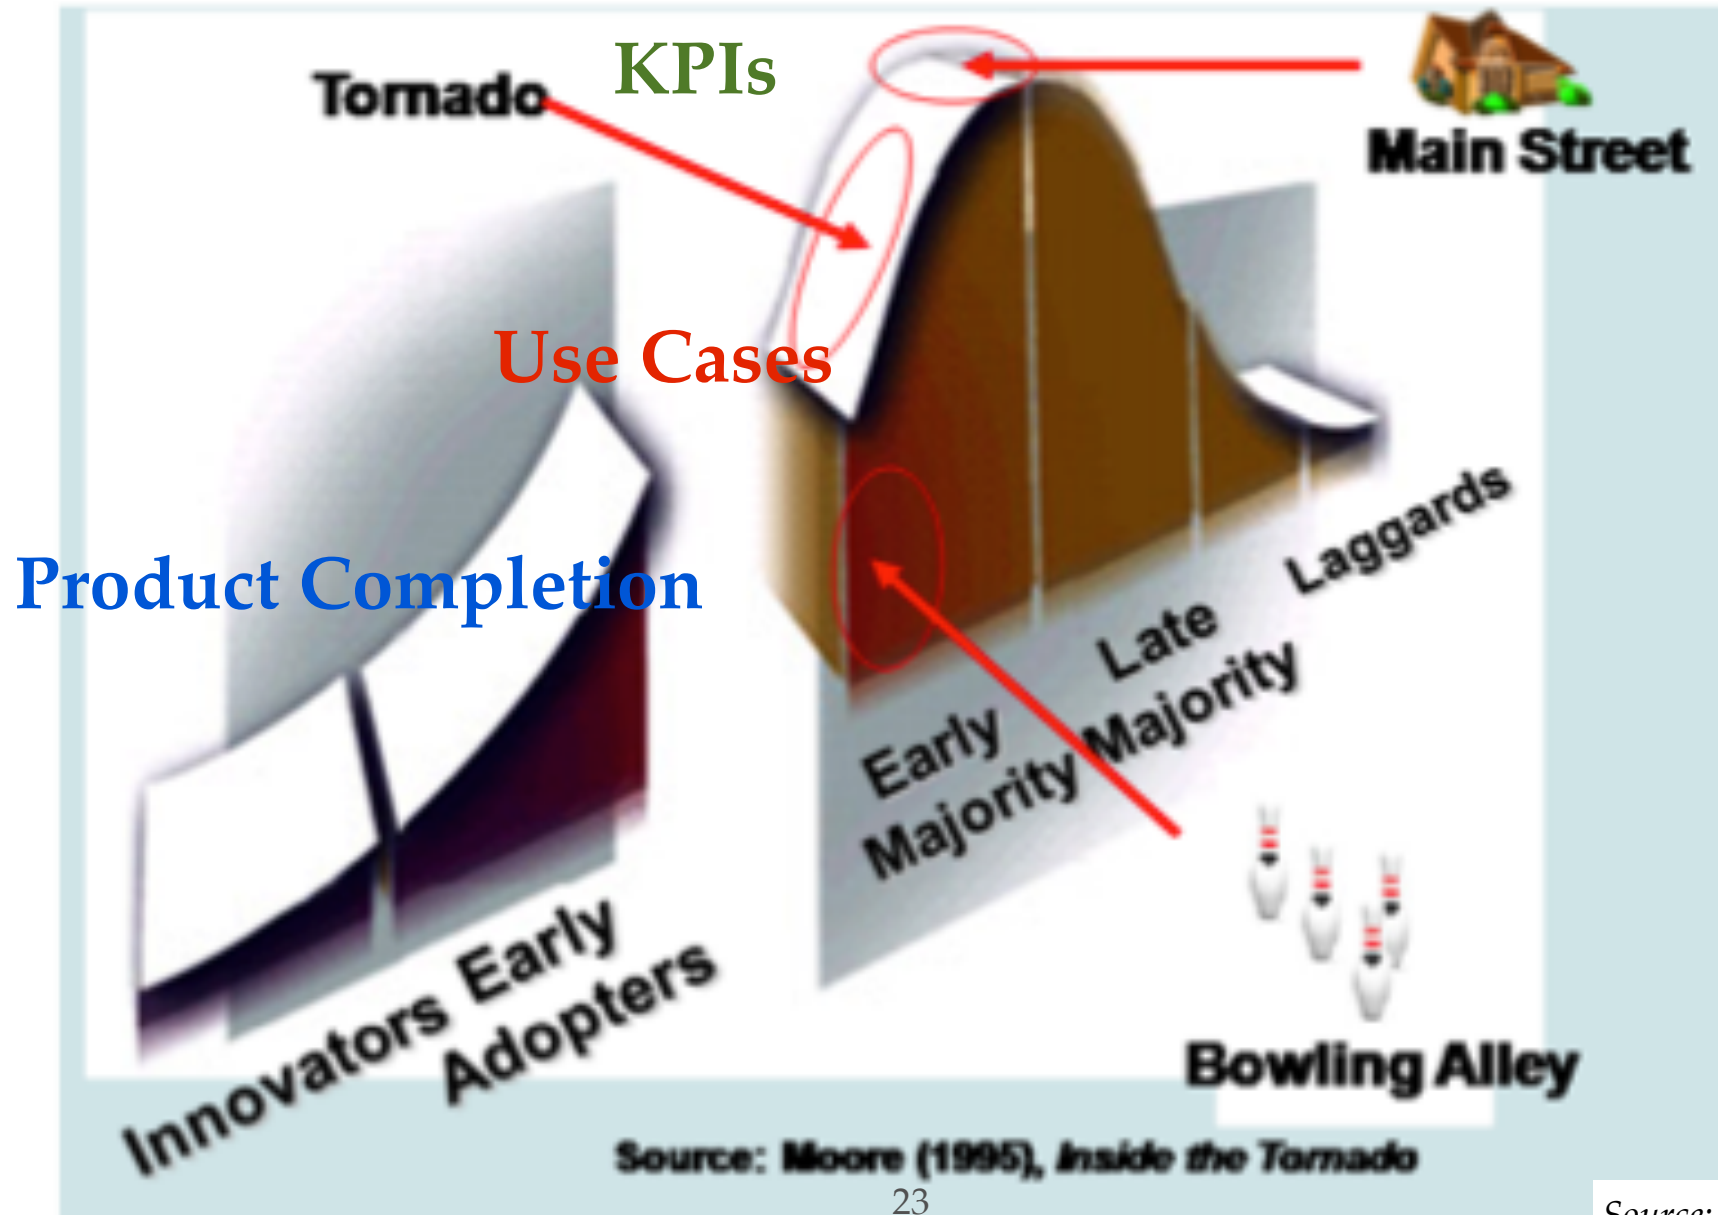 KPIs
Tornado
Main Street
Use Cases
Product Completion
Laggards
Late
Majority
Early
Majority
Early
Adopters
Innovators
Bowling Alley
Source: Moore (1995), Inside the Tornado
23
Source: